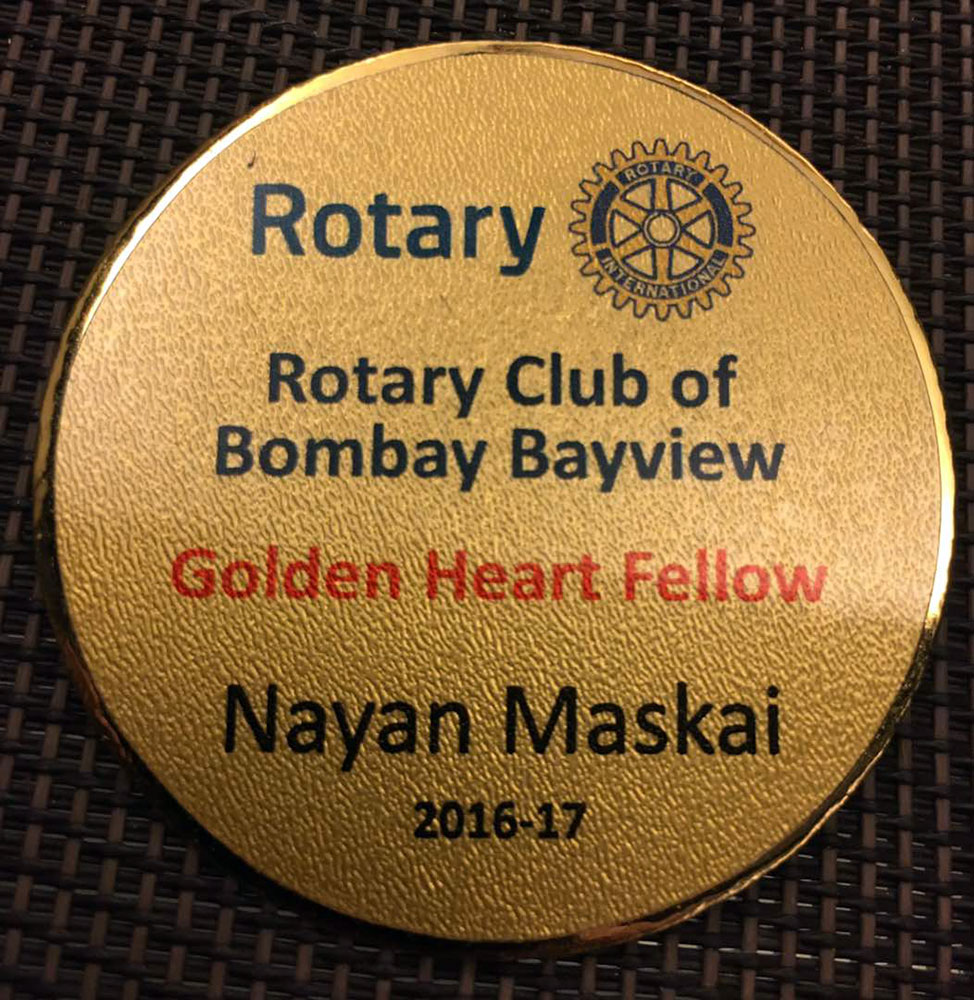 Rotary
ROTARY
INTERNATIONAL
Rotary Club of
Bombay Bayview
Golden Heart Fellow
Nayan Maskai
2016-17